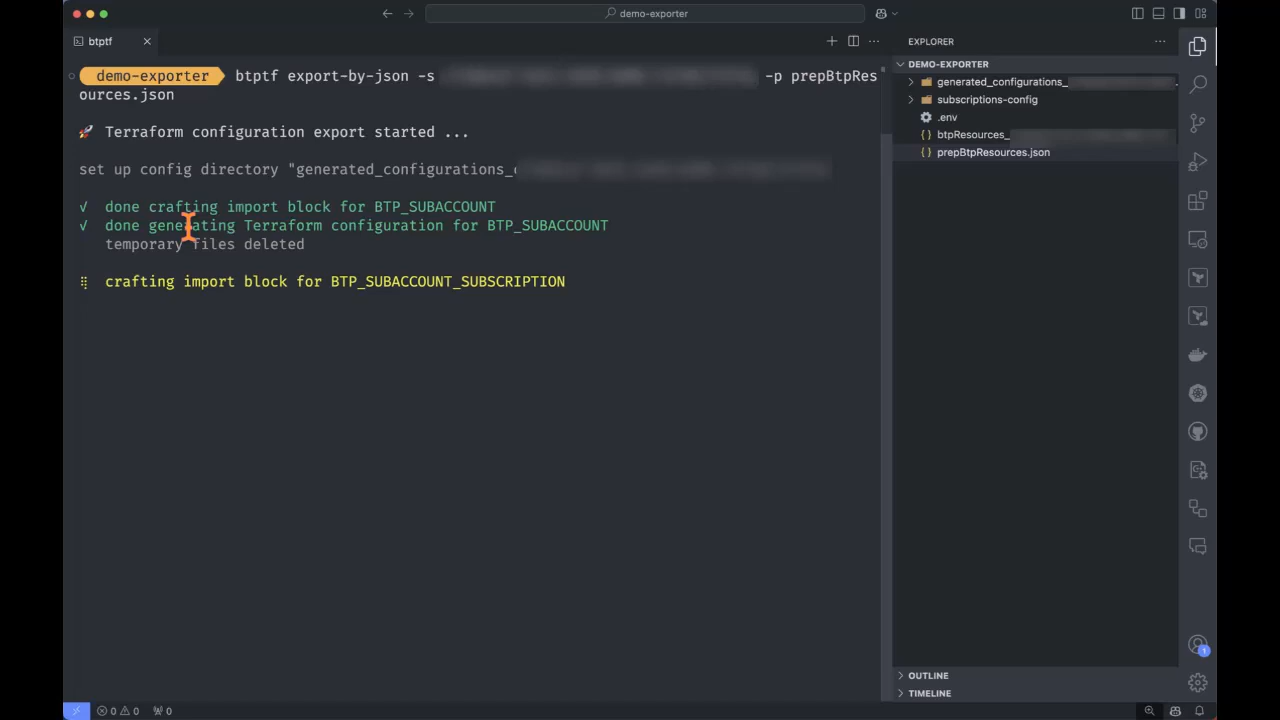 demo-exporter
btptf
demo-exporter btptf export-by-json -s -p prepBtpRes
ources.json
🚀 Terraform configuration export started ...
set up config directory "generated_configurations_
√ done crafting import block for BTP_SUBACCOUNT
√ done generating Terraform configuration for BTP_SUBACCOUNT
temporary files deleted
⣻ crafting import block for BTP_SUBACCOUNT_SUBSCRIPTION
EXPLORER
DEMO-EXPORTER
generated_configurations_
subscriptions-config
.env
{} btpResources_
{} prepBtpResources.json
OUTLINE
TIMELINE
1
0 0 0